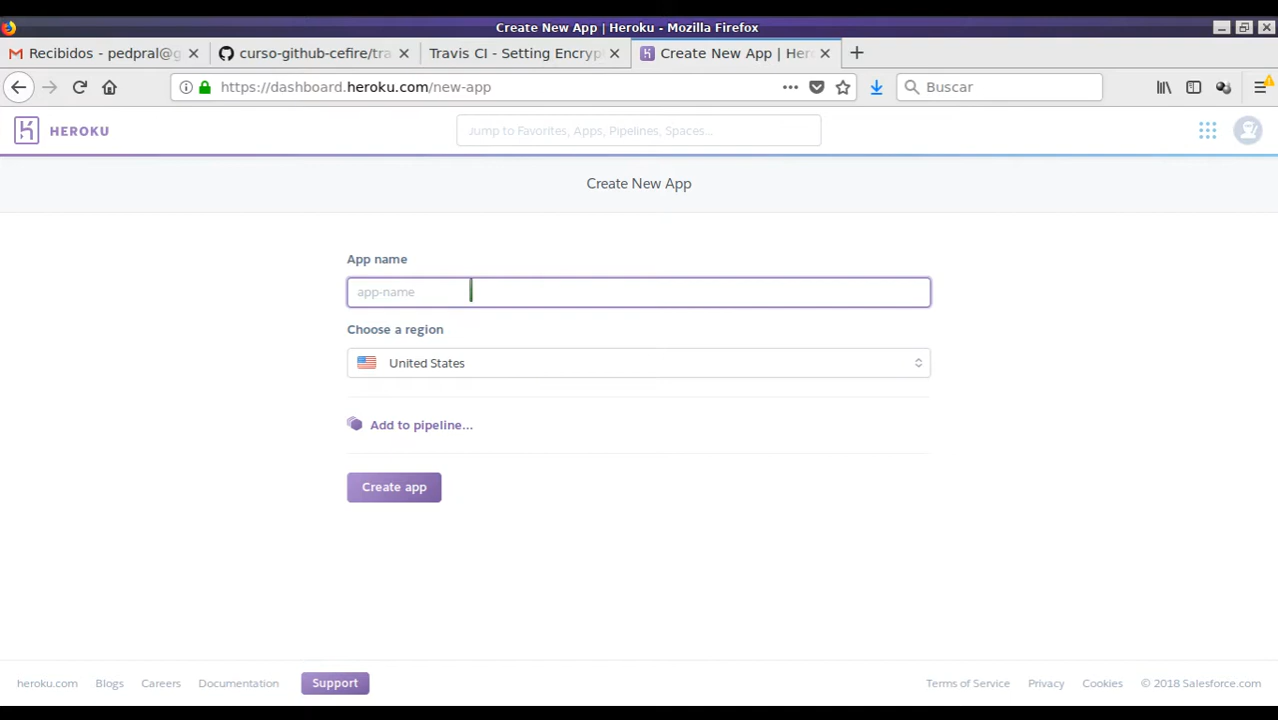 Create New App | Heroku - Mozilla Firefox
Recibidos - pedpral@g
curso-github-cefire/tra
Travis CI - Setting Encryp
Create New App | Her
https://dashboard.heroku.com/new-app
Buscar
HEROKU
Jump to Favorites, Apps, Pipelines, Spaces...
Create New App
App name
app-name
Choose a region
United States
Add to pipeline...
Create app
heroku.com Blogs Careers Documentation Support Terms of Service Privacy Cookies © 2018 Salesforce.com